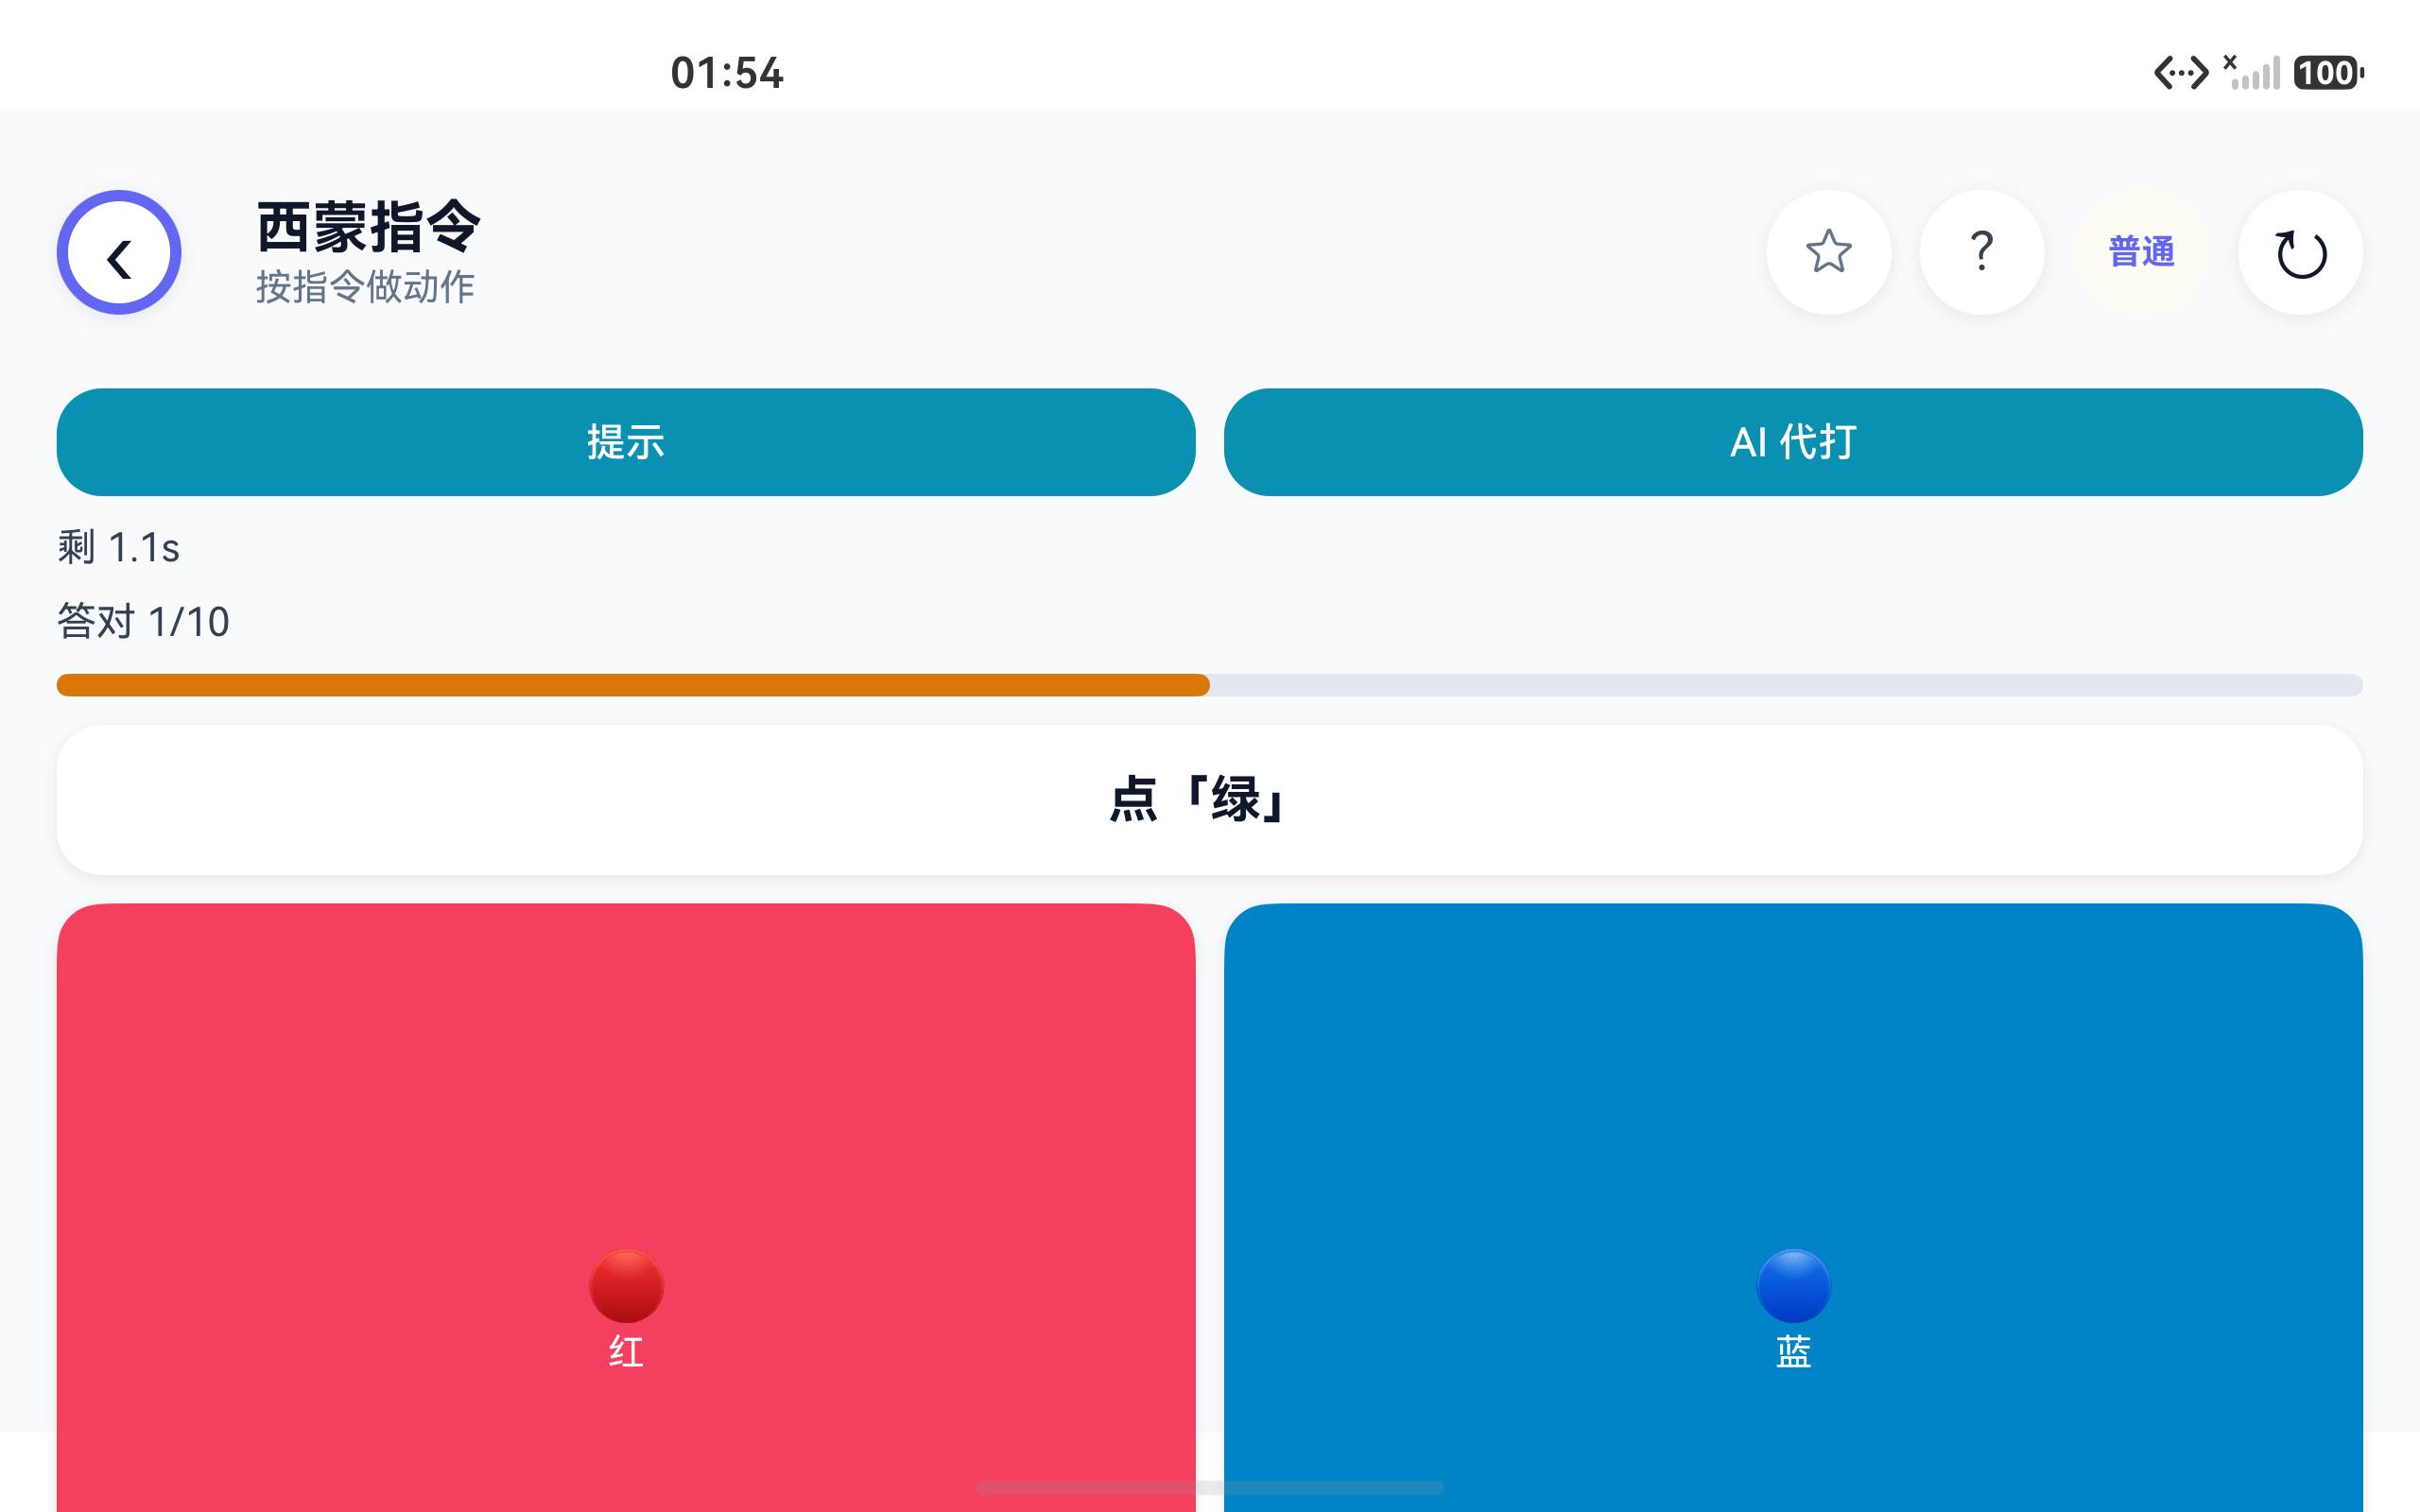 01:54
100
西蒙指令
按指令做动作
?
普通
提示
AI 代打
剩 1.1s
答对 1/10
点「绿」
红
蓝